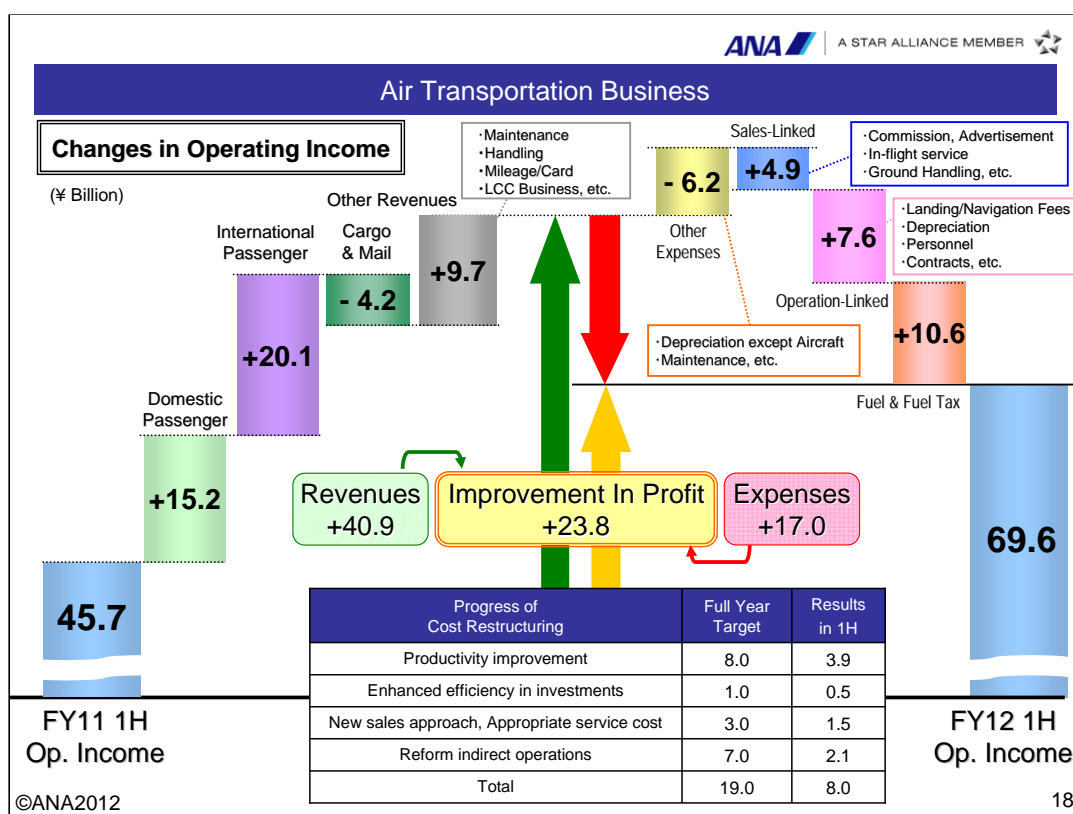 ANA
A STAR ALLIANCE MEMBER
Air Transportation Business
Changes in Operating Income
(¥ Billion)
45.7
Domestic
Passenger
+15.2
International
Passenger
+20.1
Cargo
& Mail
- 4.2
Other Revenues
+9.7
・Maintenance
・Handling
・Mileage/Card
・LCC Business, etc.
- 6.2
Other
Expenses
・Depreciation except Aircraft
・Maintenance, etc.
Sales-Linked
+4.9
・Commission, Advertisement
・In-flight service
・Ground Handling, etc.
+7.6
Operation-Linked
・Landing/Navigation Fees
・Depreciation
・Personnel
・Contracts, etc.
+10.6
Fuel & Fuel Tax
69.6
Revenues
+40.9
Improvement In Profit
+23.8
Expenses
+17.0
Progress of
Cost Restructuring
Full Year
Target
Results
in 1H
Productivity improvement 8.0 3.9
Enhanced efficiency in investments 1.0 0.5
New sales approach, Appropriate service cost 3.0 1.5
Reform indirect operations 7.0 2.1
Total 19.0 8.0
FY11 1H
Op. Income
FY12 1H
Op. Income
©ANA2012
18